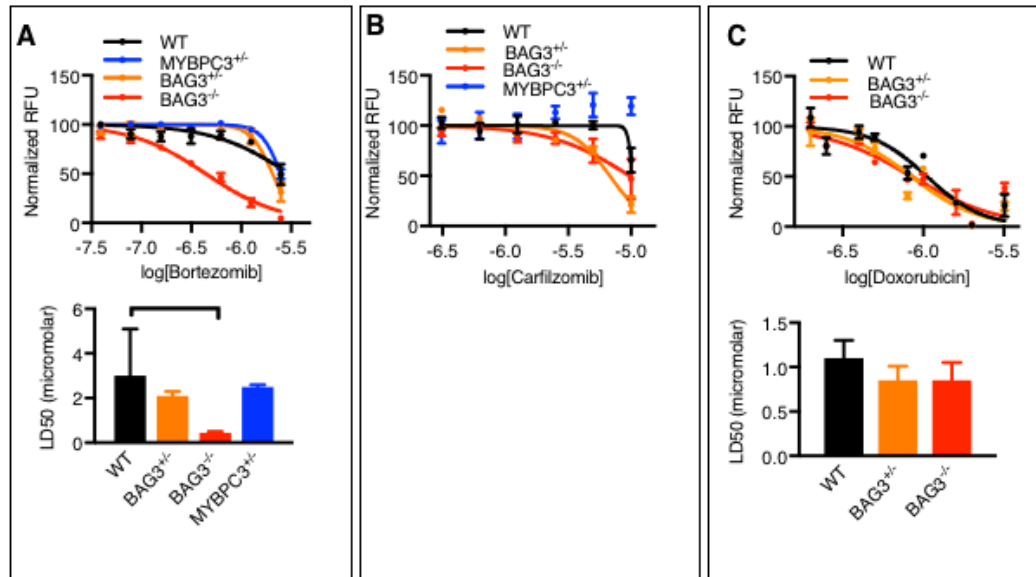 A
WT
MYBPC3+/-
BAG3+/-
BAG3-/-
Normalized RFU
150
100
50
0
-7.5 -7.0 -6.5 -6.0 -5.5
log[Bortezomib]
LD50 (micromolar)
6
4
2
0
WT
BAG3+/-
BAG3-/-
MYBPC3+/-
B
WT
BAG3+/-
BAG3-/-
MYBPC3+/-
Normalized RFU
150
100
50
0
-6.5 -6.0 -5.5 -5.0
log[Carfilzomib]
C
WT
BAG3+/-
BAG3-/-
Normalized RFU
150
100
50
0
-6.5 -6.0 -5.5
log[Doxorubicin]
LD50 (micromolar)
1.5
1.0
0.5
0.0
WT
BAG3+/-
BAG3-/-